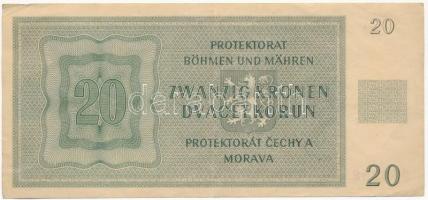 PROTEKTORAT
BÖHMEN UND MÄHREN
20
20
ZWANZIG KRONEN
DVACET KORUN
PROTEKTORÁT ČECHY A
MORAVA
20